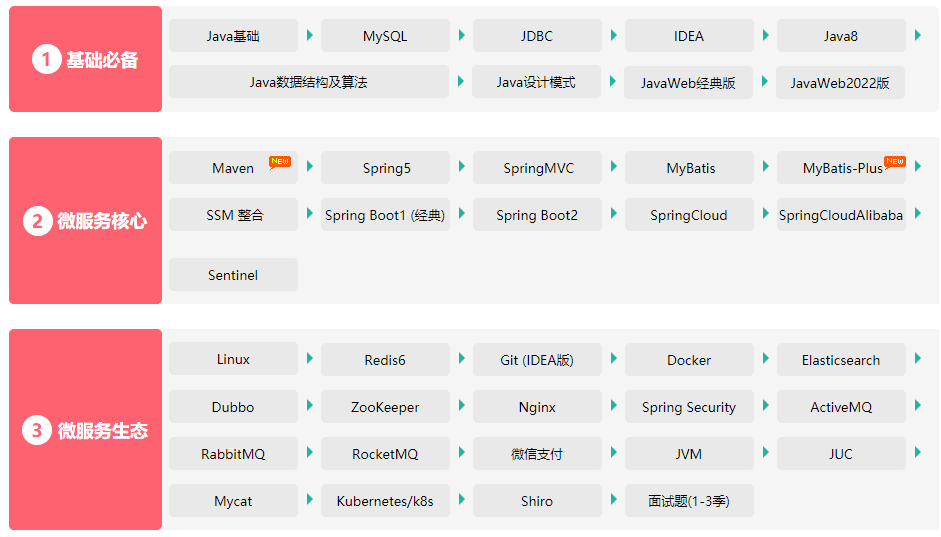 1 基础必备
Java基础 MySQL JDBC IDEA Java8
Java数据结构及算法 Java设计模式 JavaWeb经典版 JavaWeb2022版
2 微服务核心
Maven NEW Spring5 SpringMVC MyBatis MyBatis-Plus NEW
SSM 整合 Spring Boot1 (经典) Spring Boot2 SpringCloud SpringCloudAlibaba
Sentinel
3 微服务生态
Linux Redis6 Git (IDEA版) Docker Elasticsearch
Dubbo ZooKeeper Nginx Spring Security ActiveMQ
RabbitMQ RocketMQ 微信支付 JVM JUC
Mycat Kubernetes/k8s Shiro 面试题(1-3季)